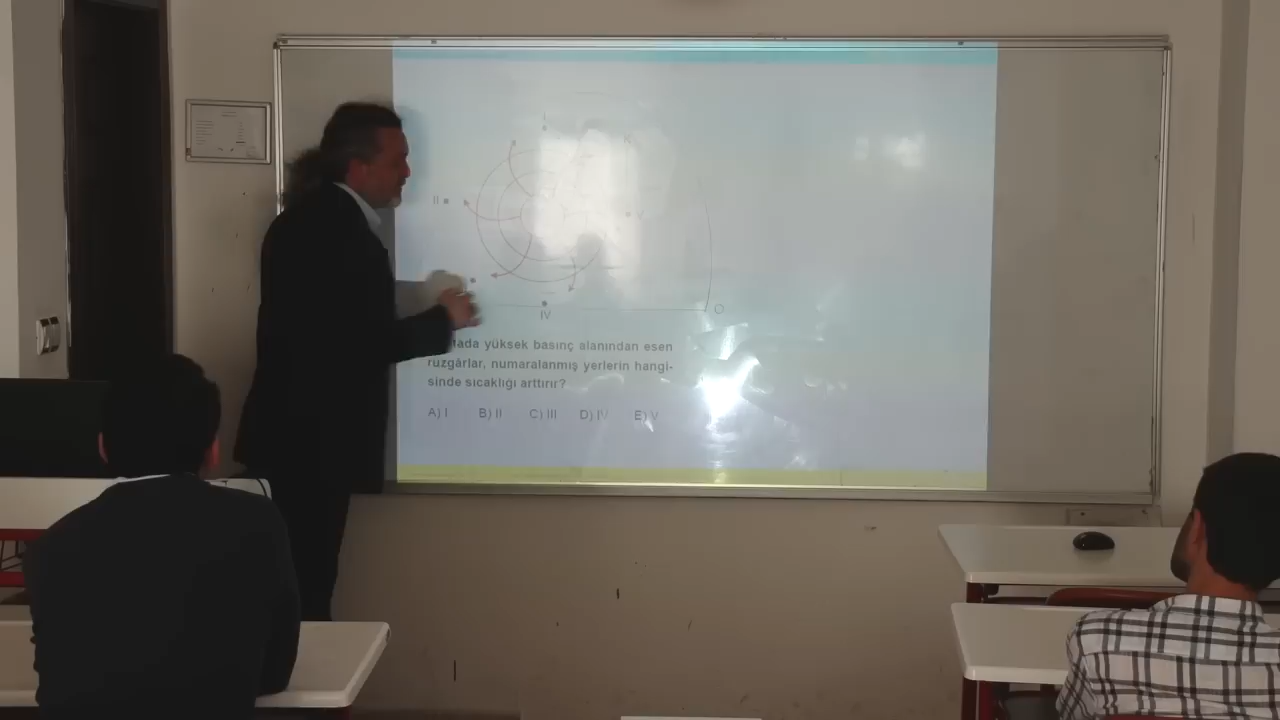 I
K
II
V
IV
O
yüksek basınç alanından esen
rüzgârlar, numaralanmış yerlerin hangi-
sinde sıcaklığı arttırır?
A) I B) II C) III D) IV E) V